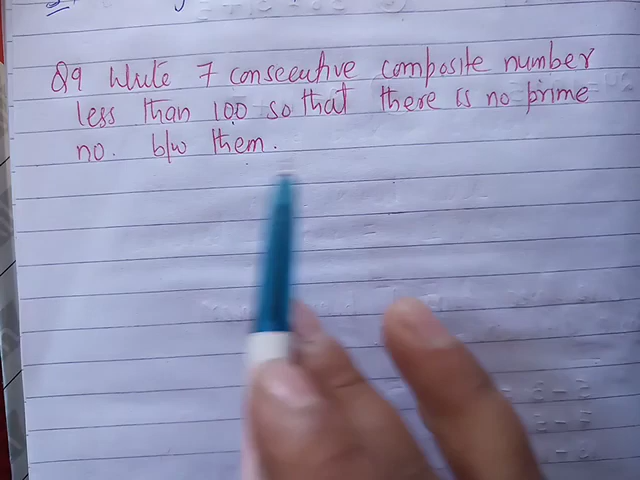 Q9 Write 7 consecutive composite number
less than 100 so that there is no prime
no. b/w them.